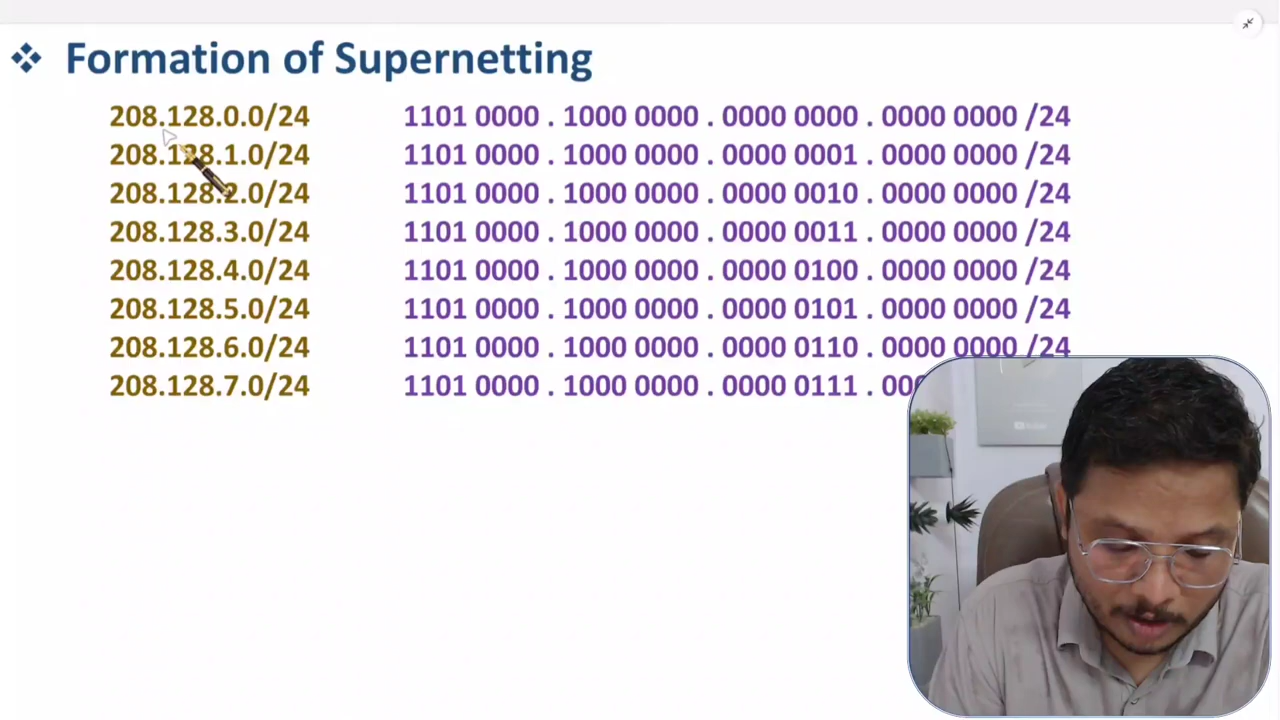 ❖ Formation of Supernetting
208.128.0.0/24 1101 0000 . 1000 0000 . 0000 0000 . 0000 0000 /24
208.128.1.0/24 1101 0000 . 1000 0000 . 0000 0001 . 0000 0000 /24
208.128.2.0/24 1101 0000 . 1000 0000 . 0000 0010 . 0000 0000 /24
208.128.3.0/24 1101 0000 . 1000 0000 . 0000 0011 . 0000 0000 /24
208.128.4.0/24 1101 0000 . 1000 0000 . 0000 0100 . 0000 0000 /24
208.128.5.0/24 1101 0000 . 1000 0000 . 0000 0101 . 0000 0000 /24
208.128.6.0/24 1101 0000 . 1000 0000 . 0000 0110 . 0000 0000 /24
208.128.7.0/24 1101 0000 . 1000 0000 . 0000 0111 .